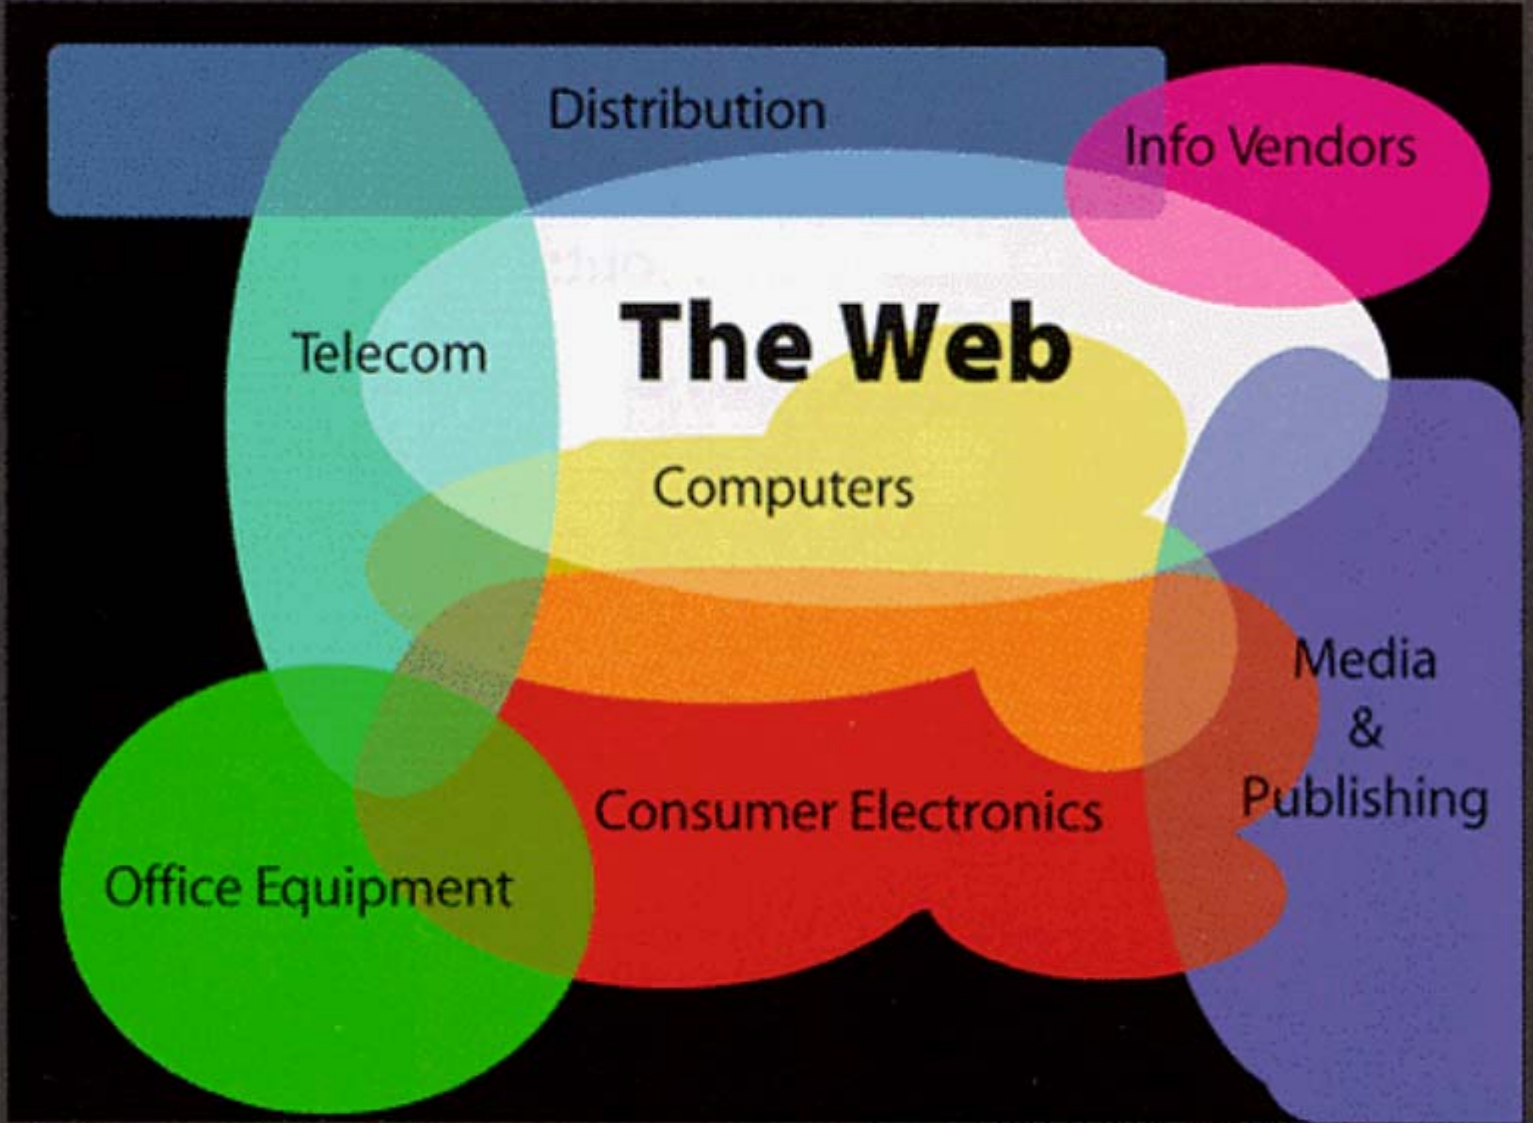 Distribution
Info Vendors
The Web
Telecom
Computers
Media
&
Publishing
Consumer Electronics
Office Equipment